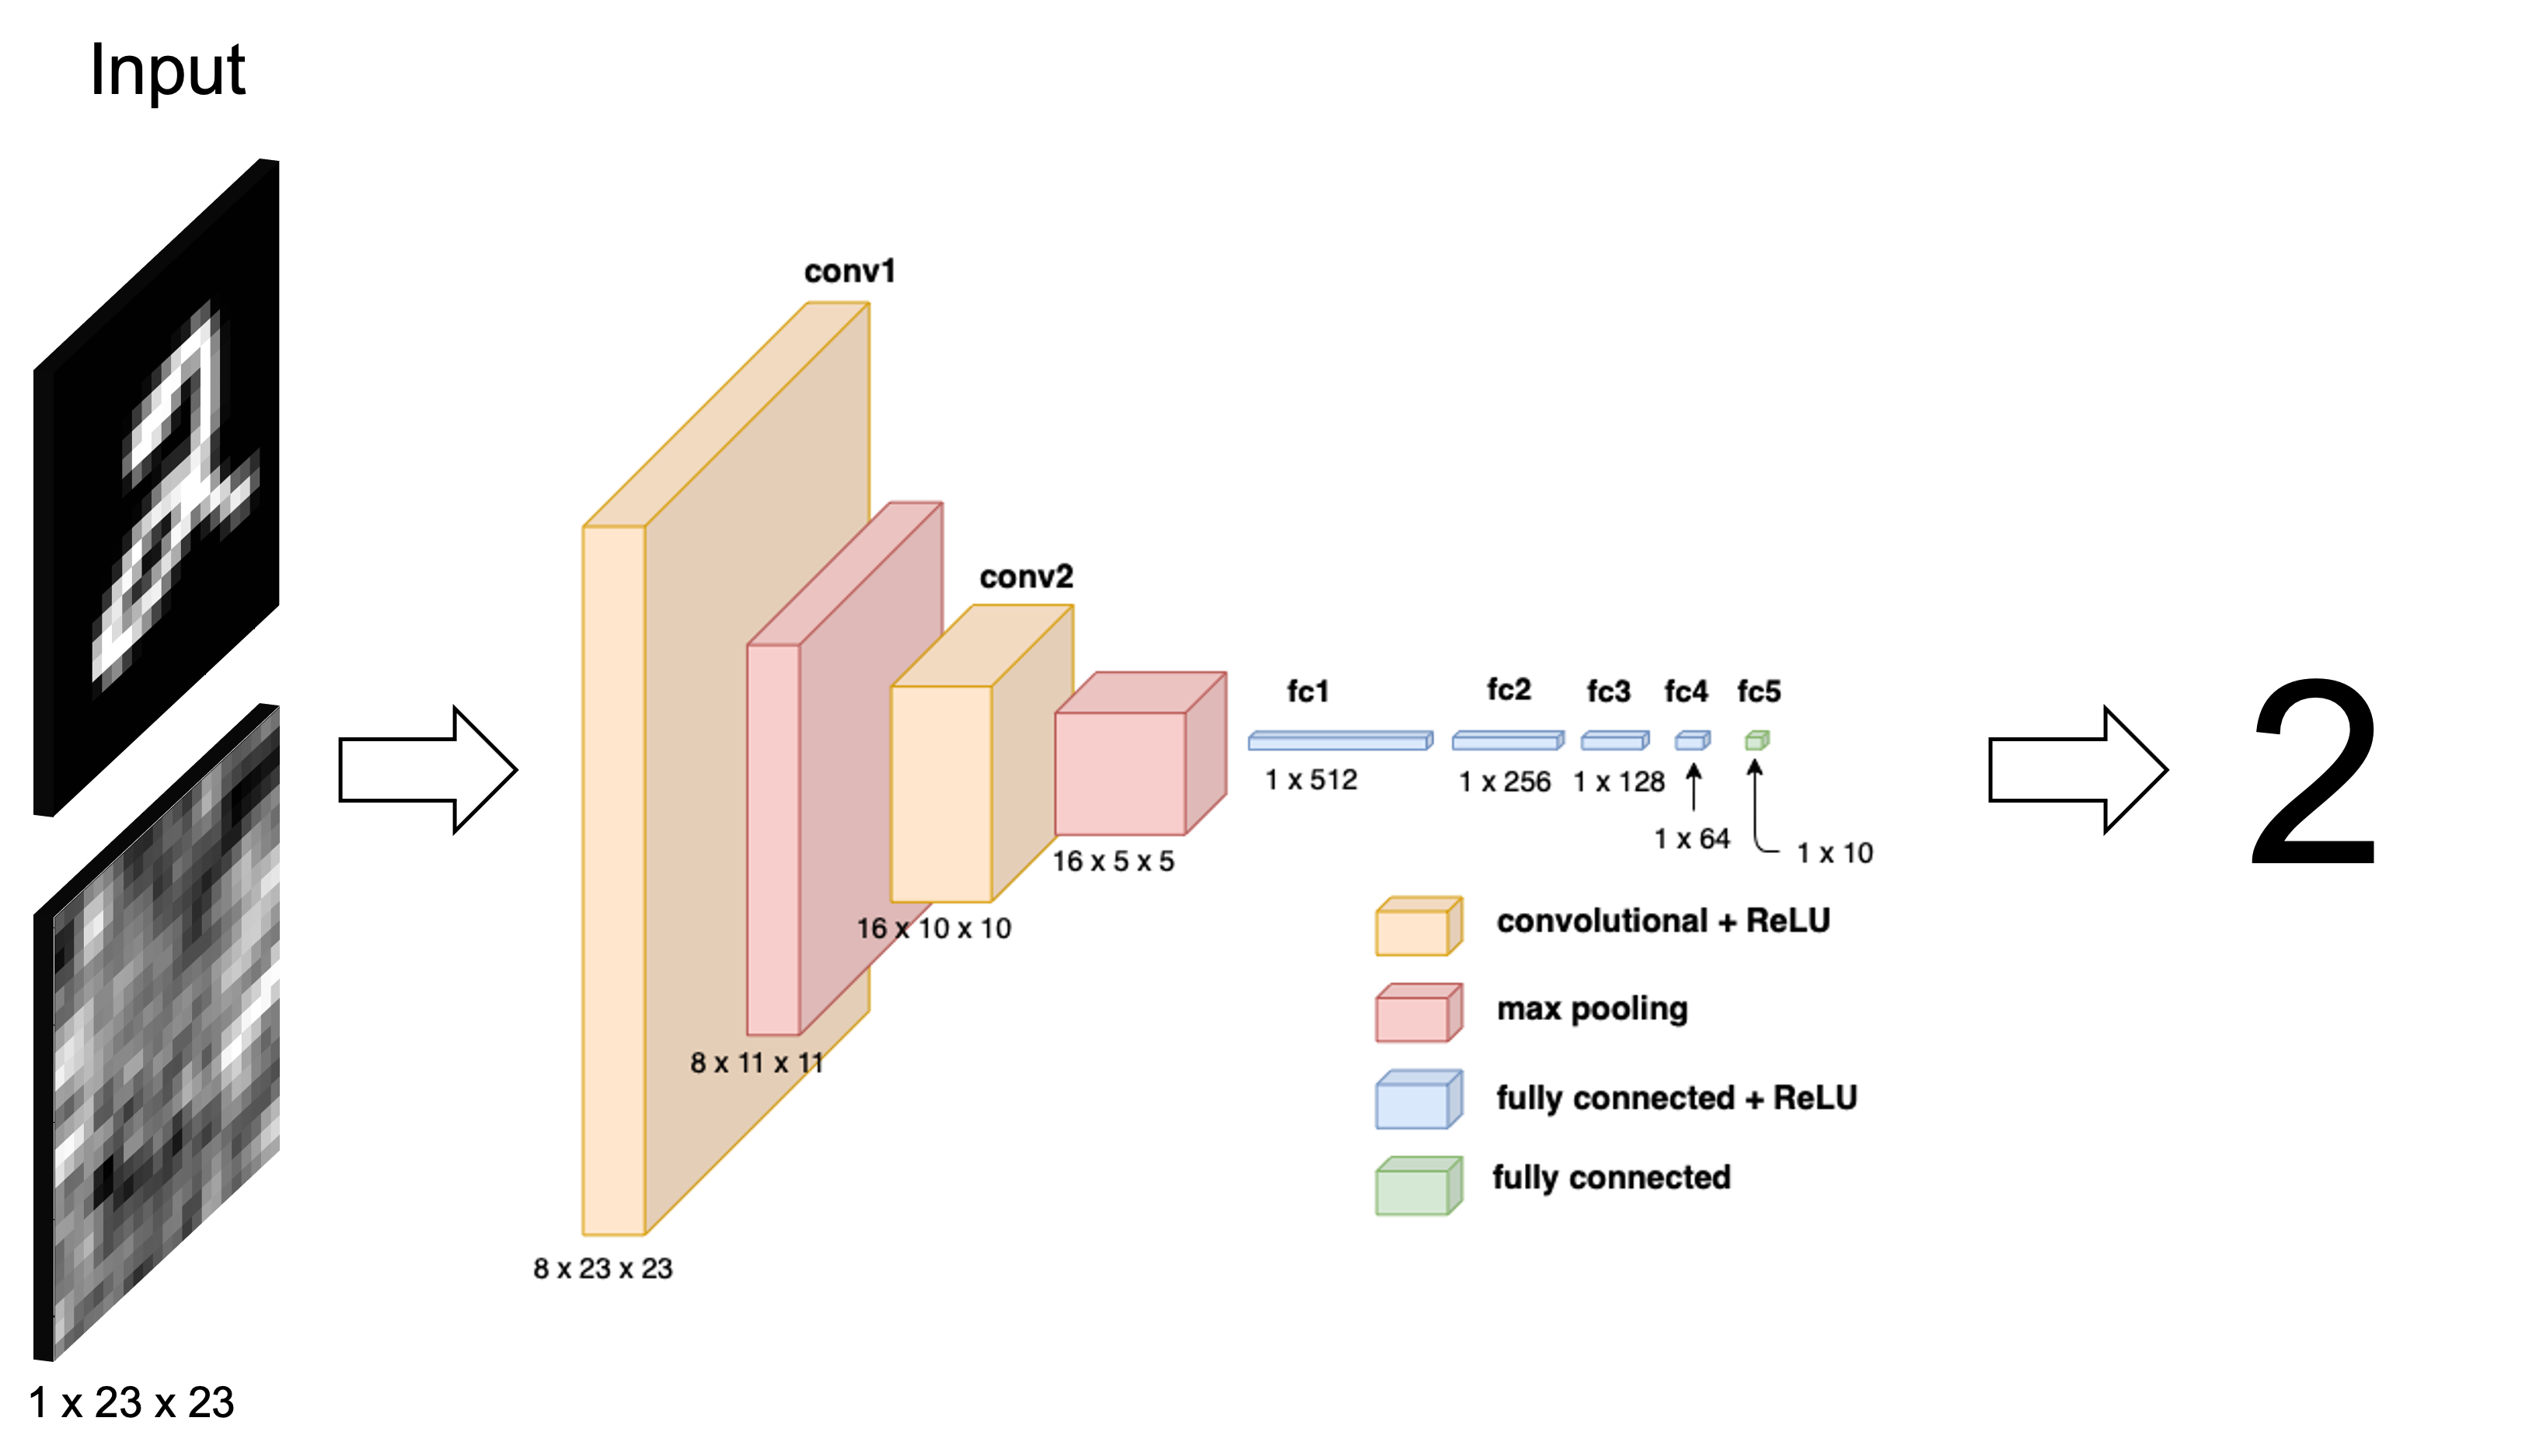 Input
1 x 23 x 23
conv1
8 x 23 x 23
8 x 11 x 11
conv2
16 x 10 x 10
16 x 5 x 5
fc1
1 x 512
fc2
1 x 256
fc3
1 x 128
fc4
1 x 64
fc5
1 x 10
convolutional + ReLU
max pooling
fully connected + ReLU
fully connected
2